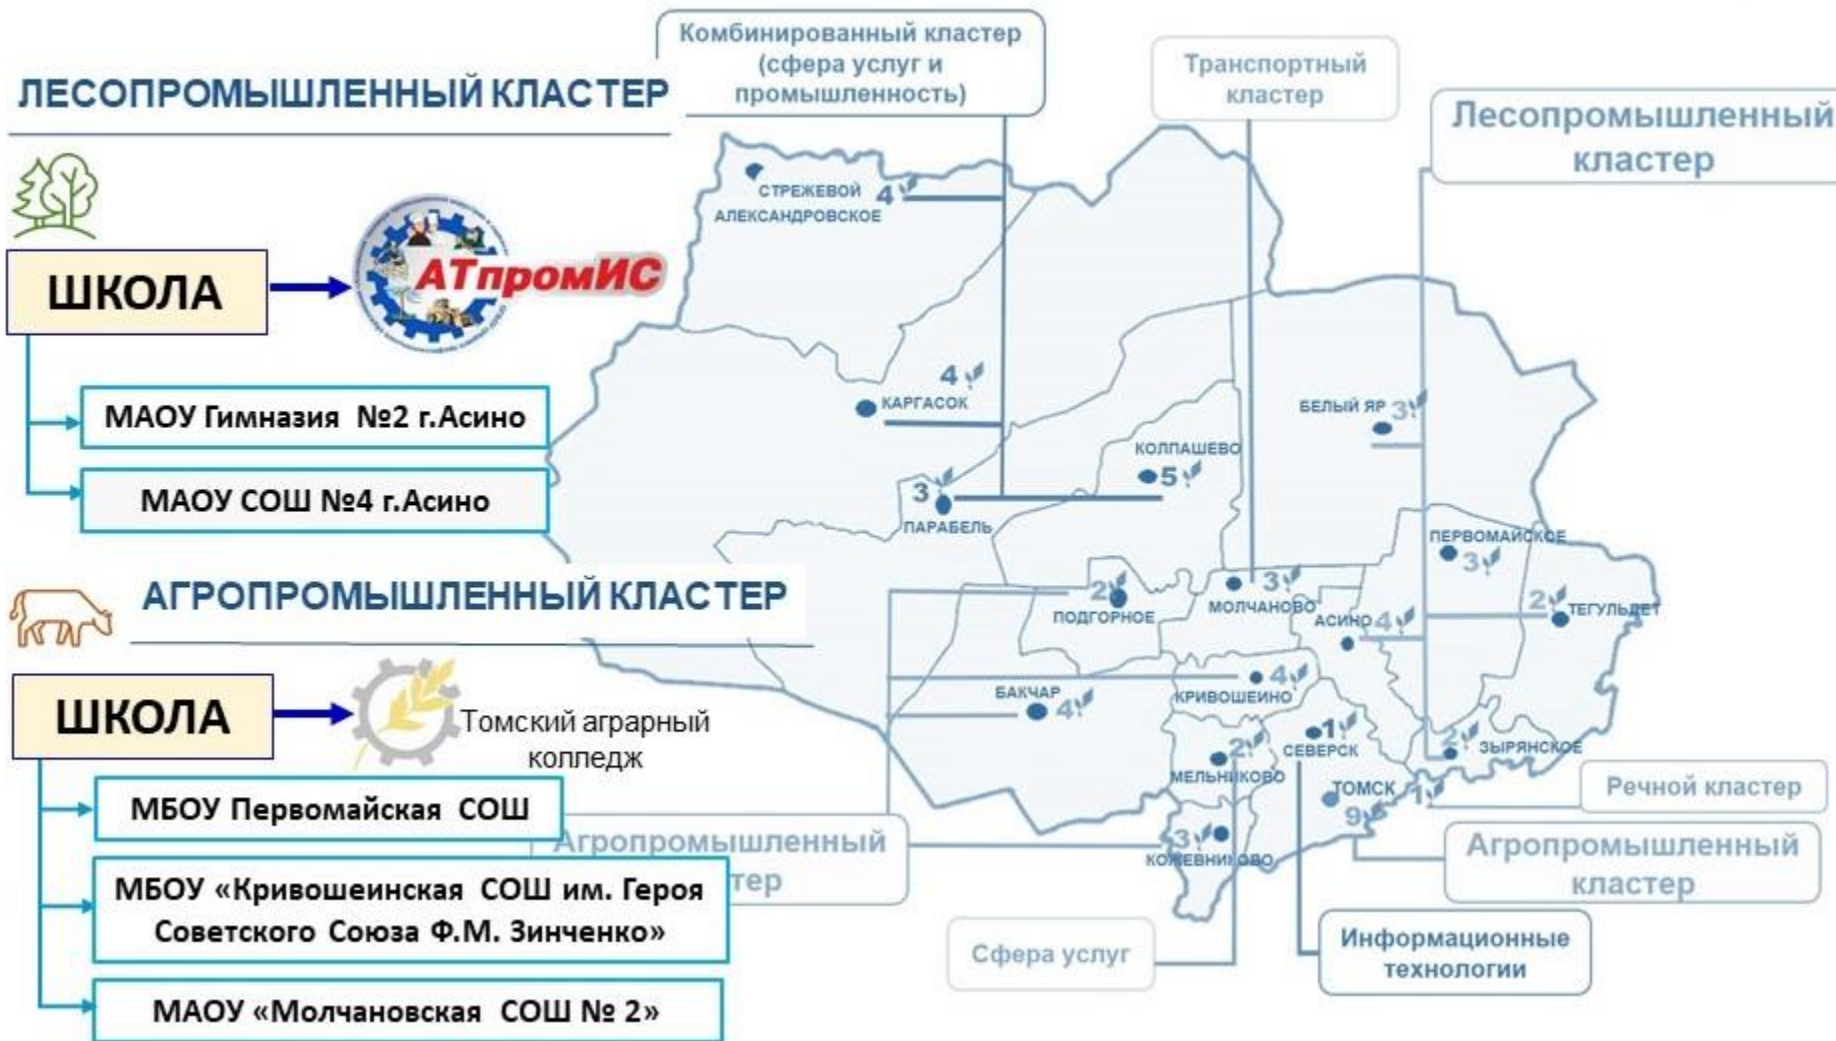 ЛЕСОПРОМЫШЛЕННЫЙ КЛАСТЕР
ШКОЛА
АТпромИС
МАОУ Гимназия №2 г.Асино
МАОУ СОШ №4 г.Асино
АГРОПРОМЫШЛЕННЫЙ КЛАСТЕР
ШКОЛА
Томский аграрный
колледж
МБОУ Первомайская СОШ
МБОУ «Кривошеинская СОШ им. Героя
Советского Союза Ф.М. Зинченко»
МАОУ «Молчановская СОШ № 2»
Комбинированный кластер
(сфера услуг и
промышленность)
Транспортный
кластер
Лесопромышленный
кластер
СТРЕЖЕВОЙ 4
АЛЕКСАНДРОВСКОЕ
4
КАРГАСОК
БЕЛЫЙ ЯР 3
КОЛПАШЕВО
5
3
ПАРАБЕЛЬ
ПЕРВОМАЙСКОЕ
3
2
ПОДГОРНОЕ
3
МОЛЧАНОВО
АСИНО 4
2
ТЕГУЛЬДЕТ
БАКЧАР
4
4
КРИВОШЕИНО
1
СЕВЕРСК
2
ЗЫРЯНСКОЕ
2
МЕЛЬНИКОВО
ТОМСК 1
9
3
КОЖЕВНИКОВО
Речной кластер
Агропромышленный
тер
Агропромышленный
кластер
Сфера услуг
Информационные
технологии